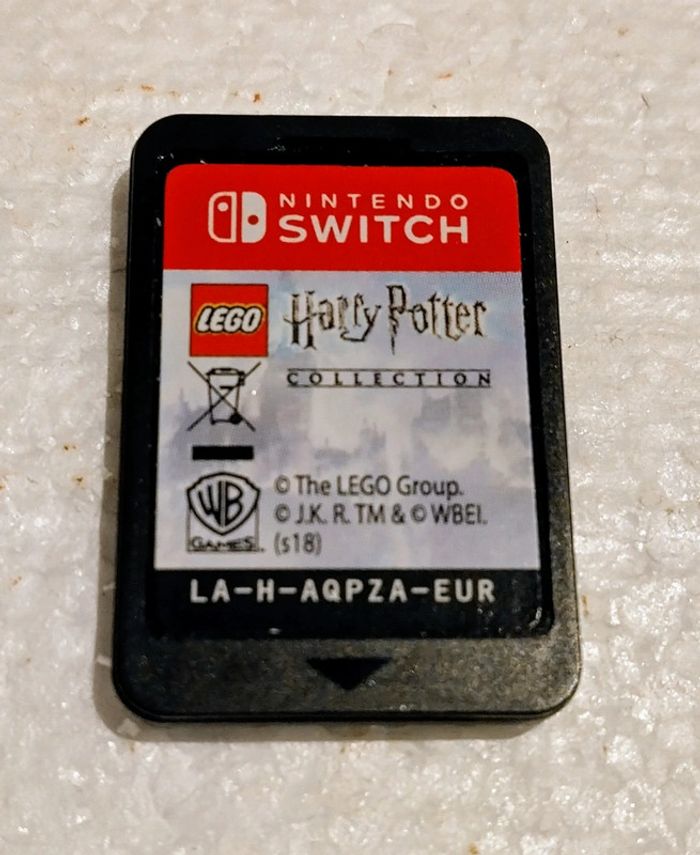 NINTENDO
SWITCH
LEGO
Harry Potter
COLLECTION
© The LEGO Group.
© J.K. R. TM & © WBEI.
(s18)
WB
GAMES
LA-H-AQPZA-EUR